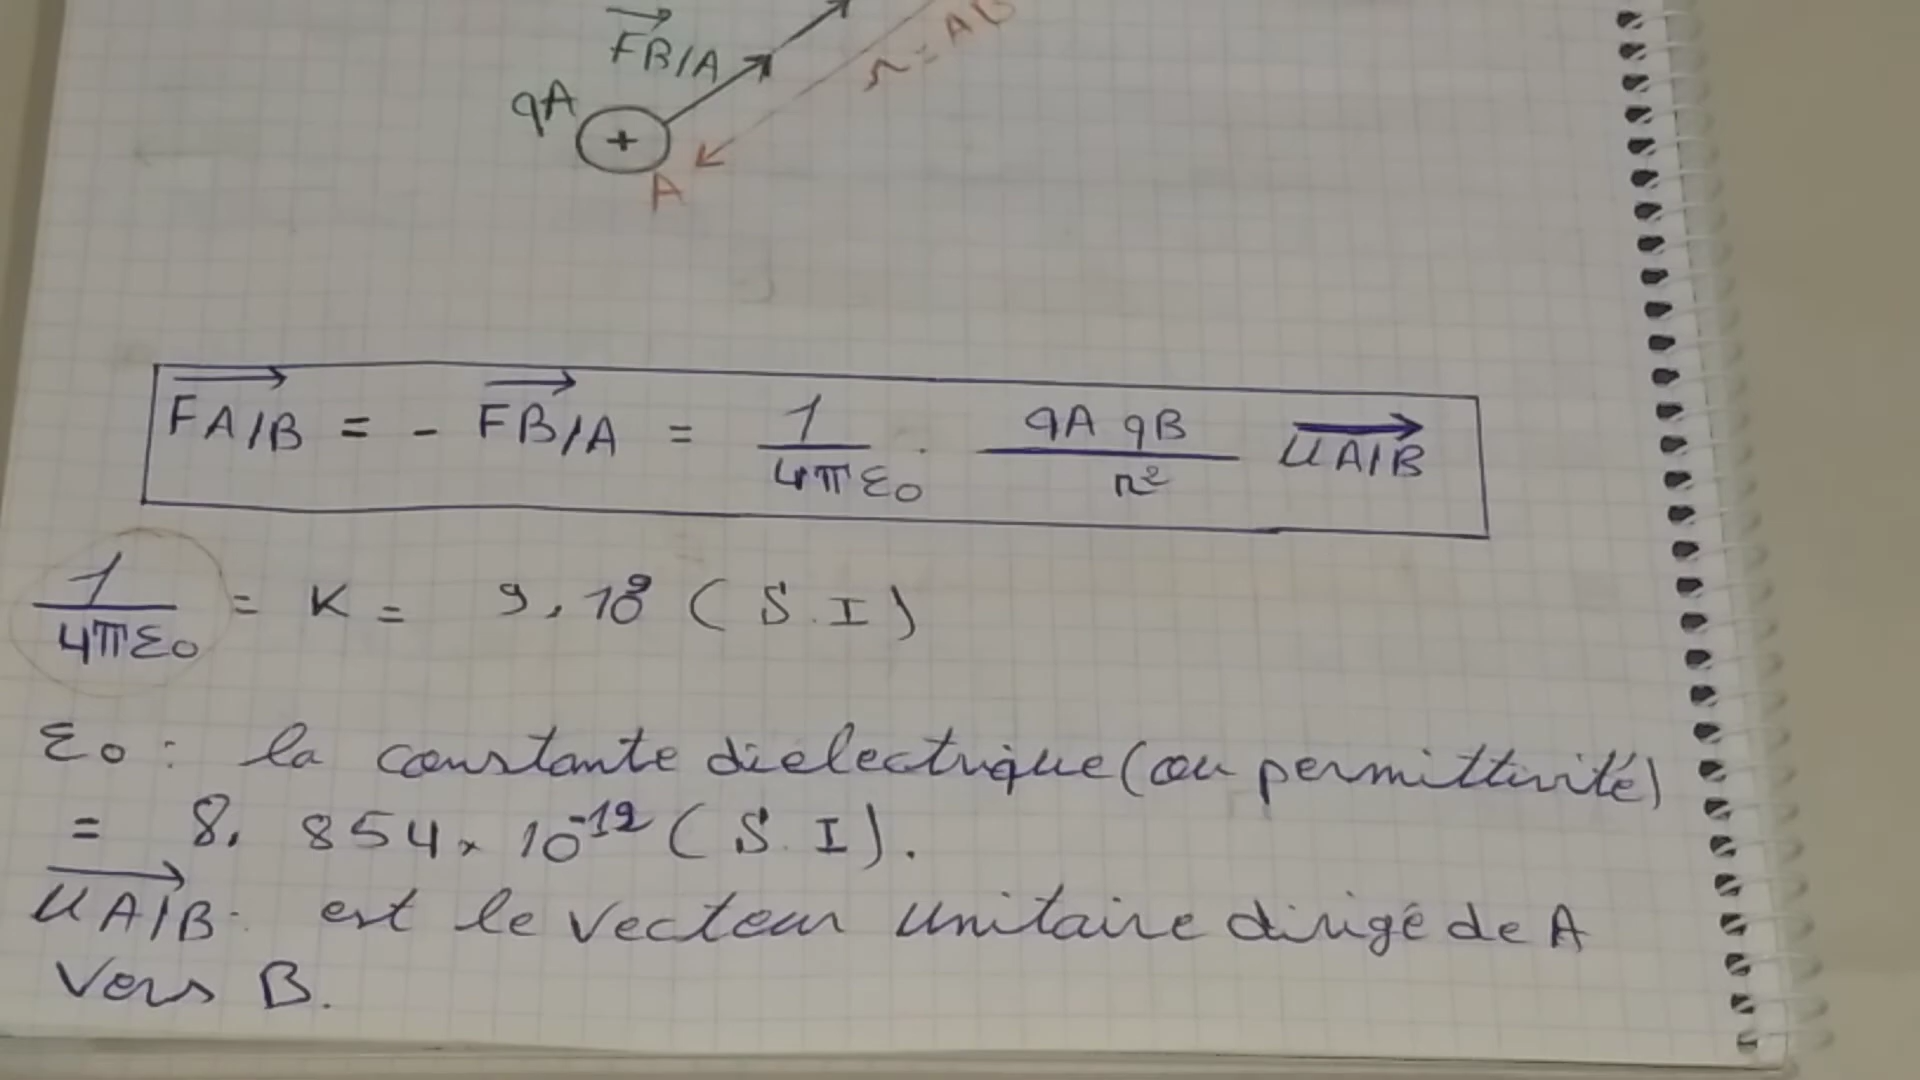 FB/A
r = AB
qA
+
A
FA/B = - FB/A = 1/4πε0 . qA qB/r² uA/B
1/4πε0 = K = 9.10⁹ (S.I)
ε0 : la constante diélectrique (ou permittivité)
= 8,854 × 10⁻¹² (S.I).
uA/B. est le vecteur unitaire dirigé de A
vers B.